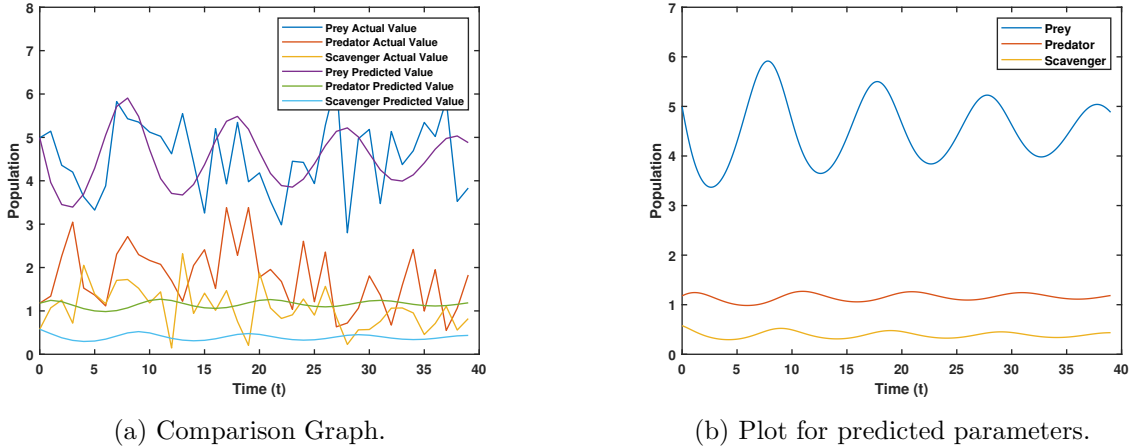 8
7
6
5
4
3
2
1
0
Population
Prey Actual Value
Predator Actual Value
Scavenger Actual Value
Prey Predicted Value
Predator Predicted Value
Scavenger Predicted Value
0 5 10 15 20 25 30 35 40
Time (t)
(a) Comparison Graph.
7
6
5
4
3
2
1
0
Population
Prey
Predator
Scavenger
0 5 10 15 20 25 30 35 40
Time (t)
(b) Plot for predicted parameters.